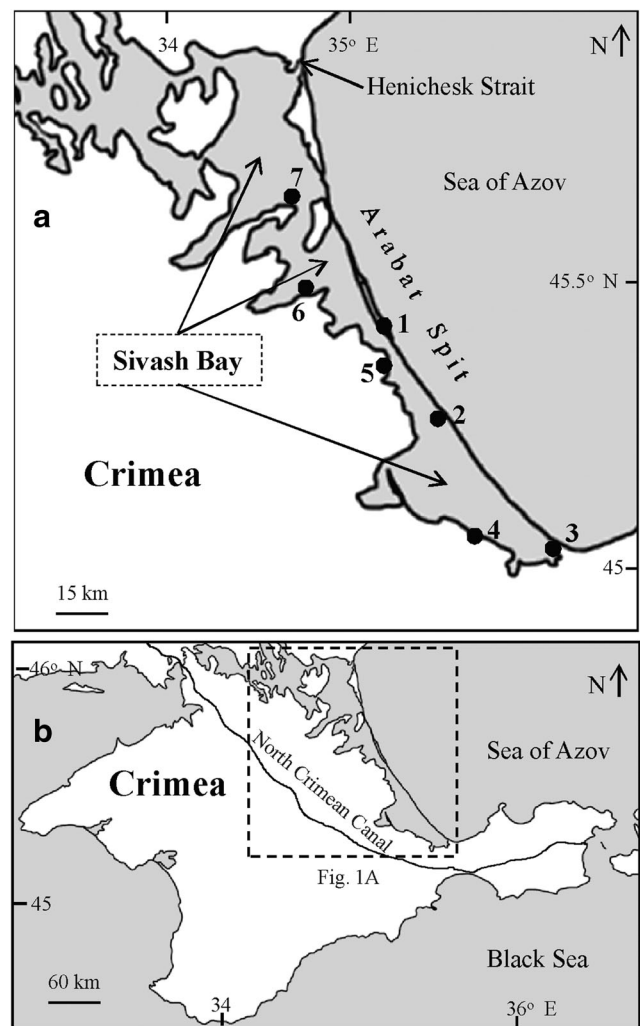 34
35° E
N
Henichesk Strait
Sea of Azov
a
7
Arabat Spit
45.5° N
6
1
5
Sivash Bay
2
Crimea
4
3
15 km
45
46° N
N
b
Sea of Azov
Crimea
North Crimean Canal
Fig. 1A
45
Black Sea
60 km
34
36° E